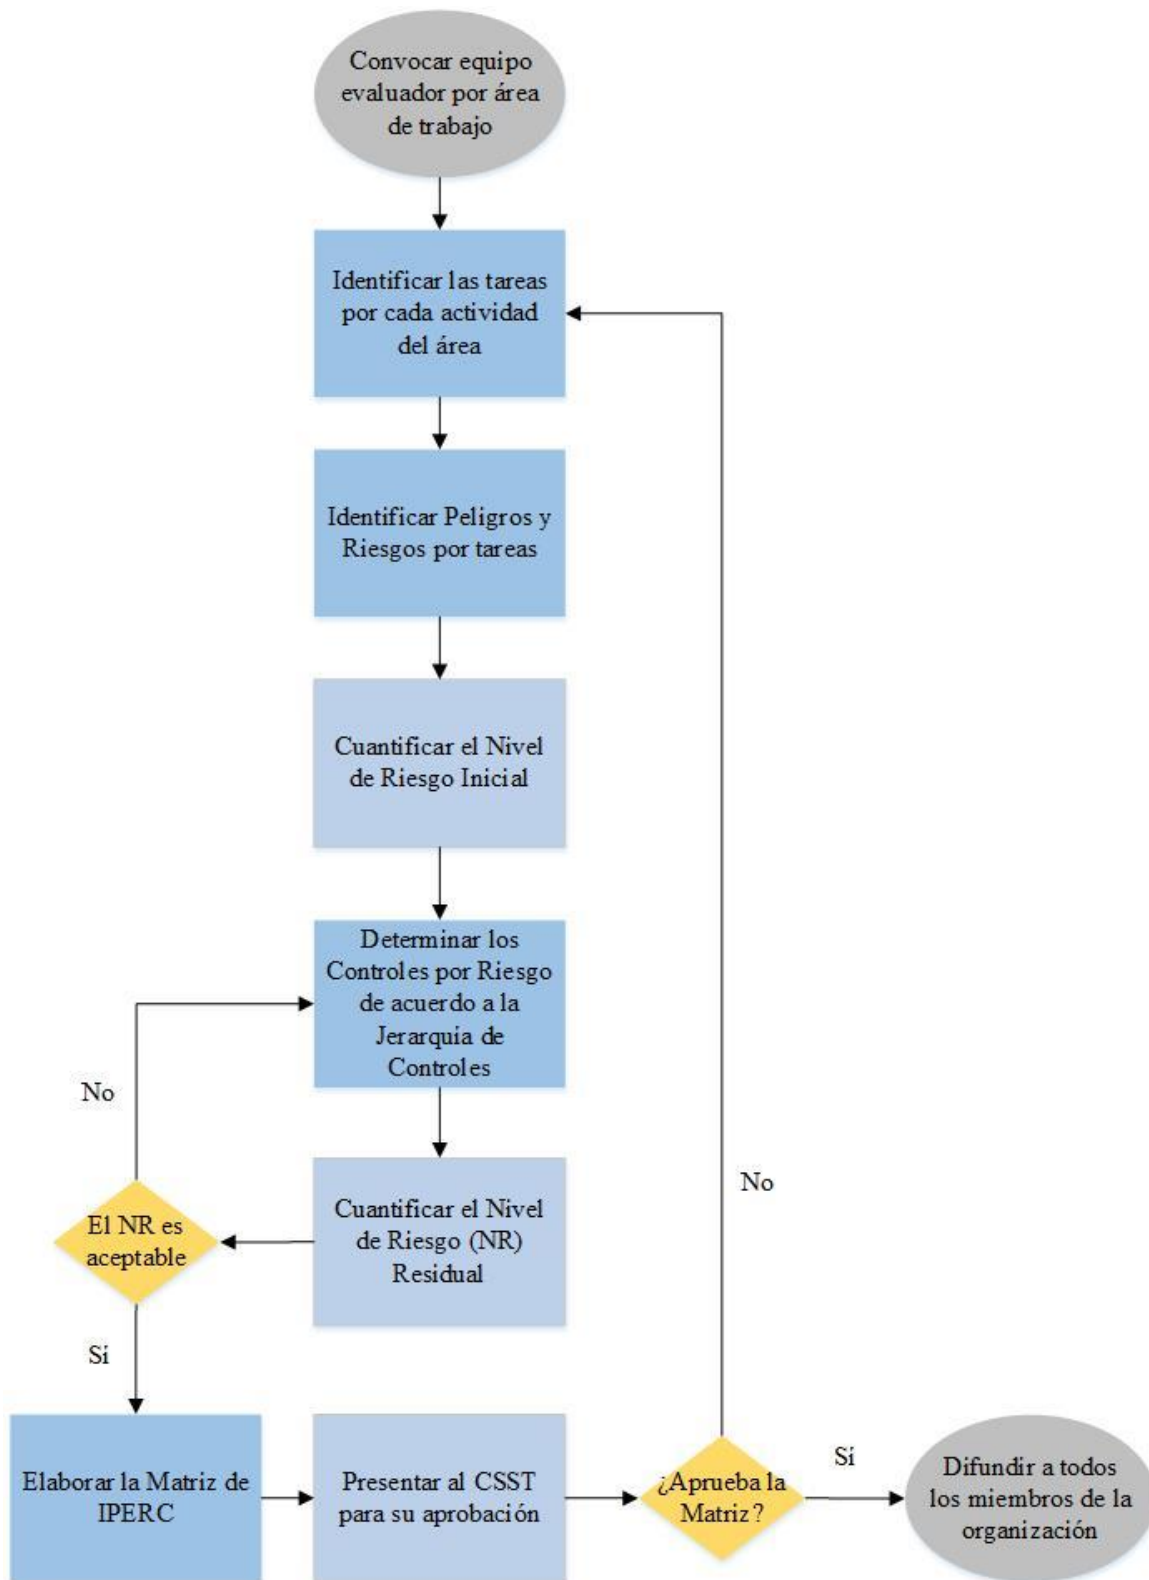 Convocar equipo
evaluador por área
de trabajo
Identificar las tareas
por cada actividad
del área
Identificar Peligros y
Riesgos por tareas
Cuantificar el Nivel
de Riesgo Inicial
Determinar los
Controles por Riesgo
de acuerdo a la
Jerarquía de
Controles
No
Cuantificar el Nivel
de Riesgo (NR)
Residual
El NR es
aceptable
No
Sí
Elaborar la Matriz de
IPERC
Presentar al CSST
para su aprobación
¿Aprueba la
Matriz?
Sí
Difundir a todos
los miembros de la
organización